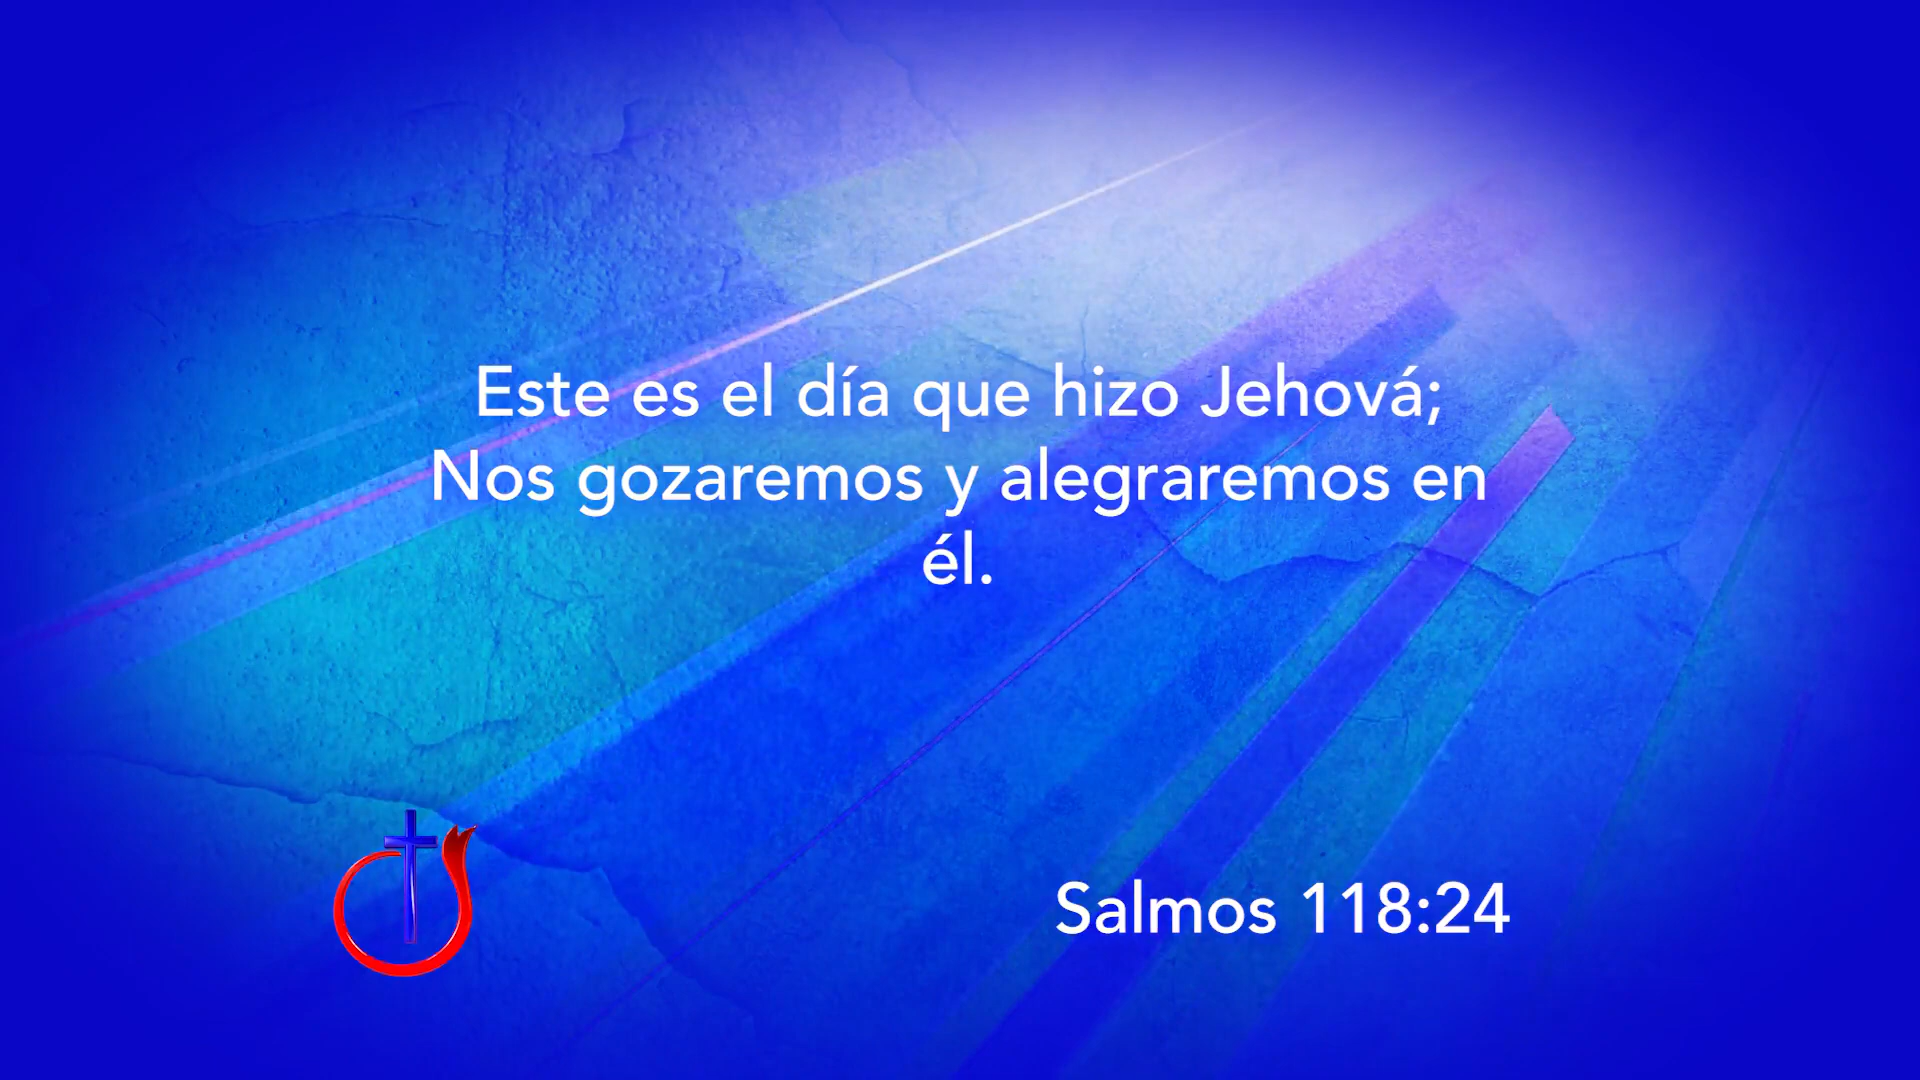 Este es el día que hizo Jehová;
Nos gozaremos y alegraremos en
él.
Salmos 118:24